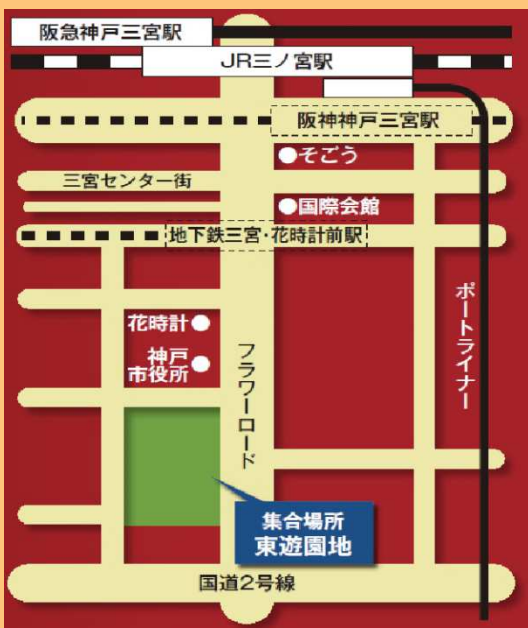 阪急神戸三宮駅
JR三ノ宮駅
阪神神戸三宮駅
●そごう
三宮センター街
●国際会館
地下鉄三宮・花時計前駅
花時計●
神戸
市役所●
フラワーロード
ポートライナー
集合場所
東遊園地
国道2号線